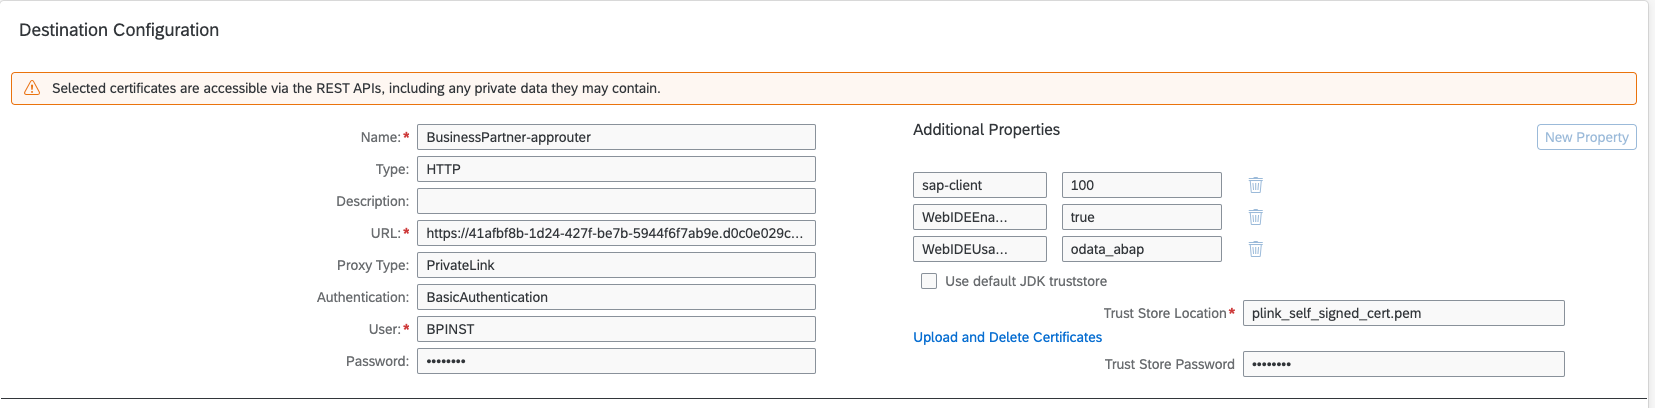 Destination Configuration
Selected certificates are accessible via the REST APIs, including any private data they may contain.
Name:* BusinessPartner-approuter
Type: HTTP
Description:
URL:* https://41afbf8b-1d24-427f-be7b-5944f6f7ab9e.d0c0e029c...
Proxy Type: PrivateLink
Authentication: BasicAuthentication
User:* BPINST
Password: ••••••••
Additional Properties
New Property
sap-client 100
WebIDEEna... true
WebIDEUsa... odata_abap
Use default JDK truststore
Trust Store Location* plink_self_signed_cert.pem
Upload and Delete Certificates
Trust Store Password ••••••••